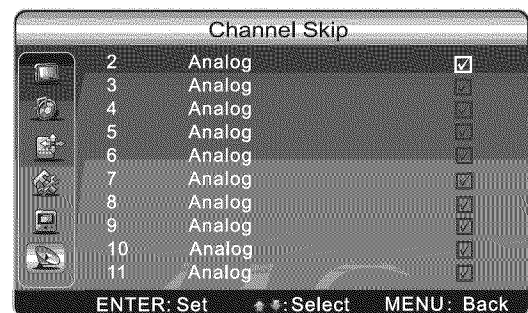 Channel Skip
2 Analog
3 Analog
4 Analog
5 Analog
6 Analog
7 Analog
8 Analog
9 Analog
10 Analog
11 Analog
ENTER: Set :Select MENU: Back